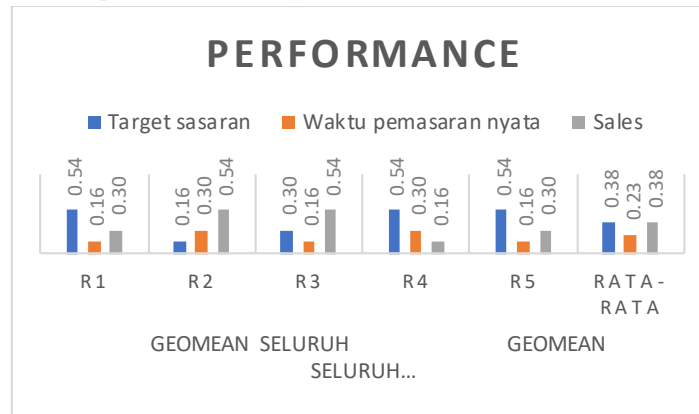 PERFORMANCE
Target sasaran Waktu pemasaran nyata Sales
0.54 0.16 0.30 0.16 0.30 0.54 0.30 0.16 0.54 0.54 0.30 0.16 0.54 0.16 0.30 0.38 0.23 0.38
R1 R2 R3 R4 R5 RATA-
RATA
GEOMEAN SELURUH GEOMEAN
SELURUH...